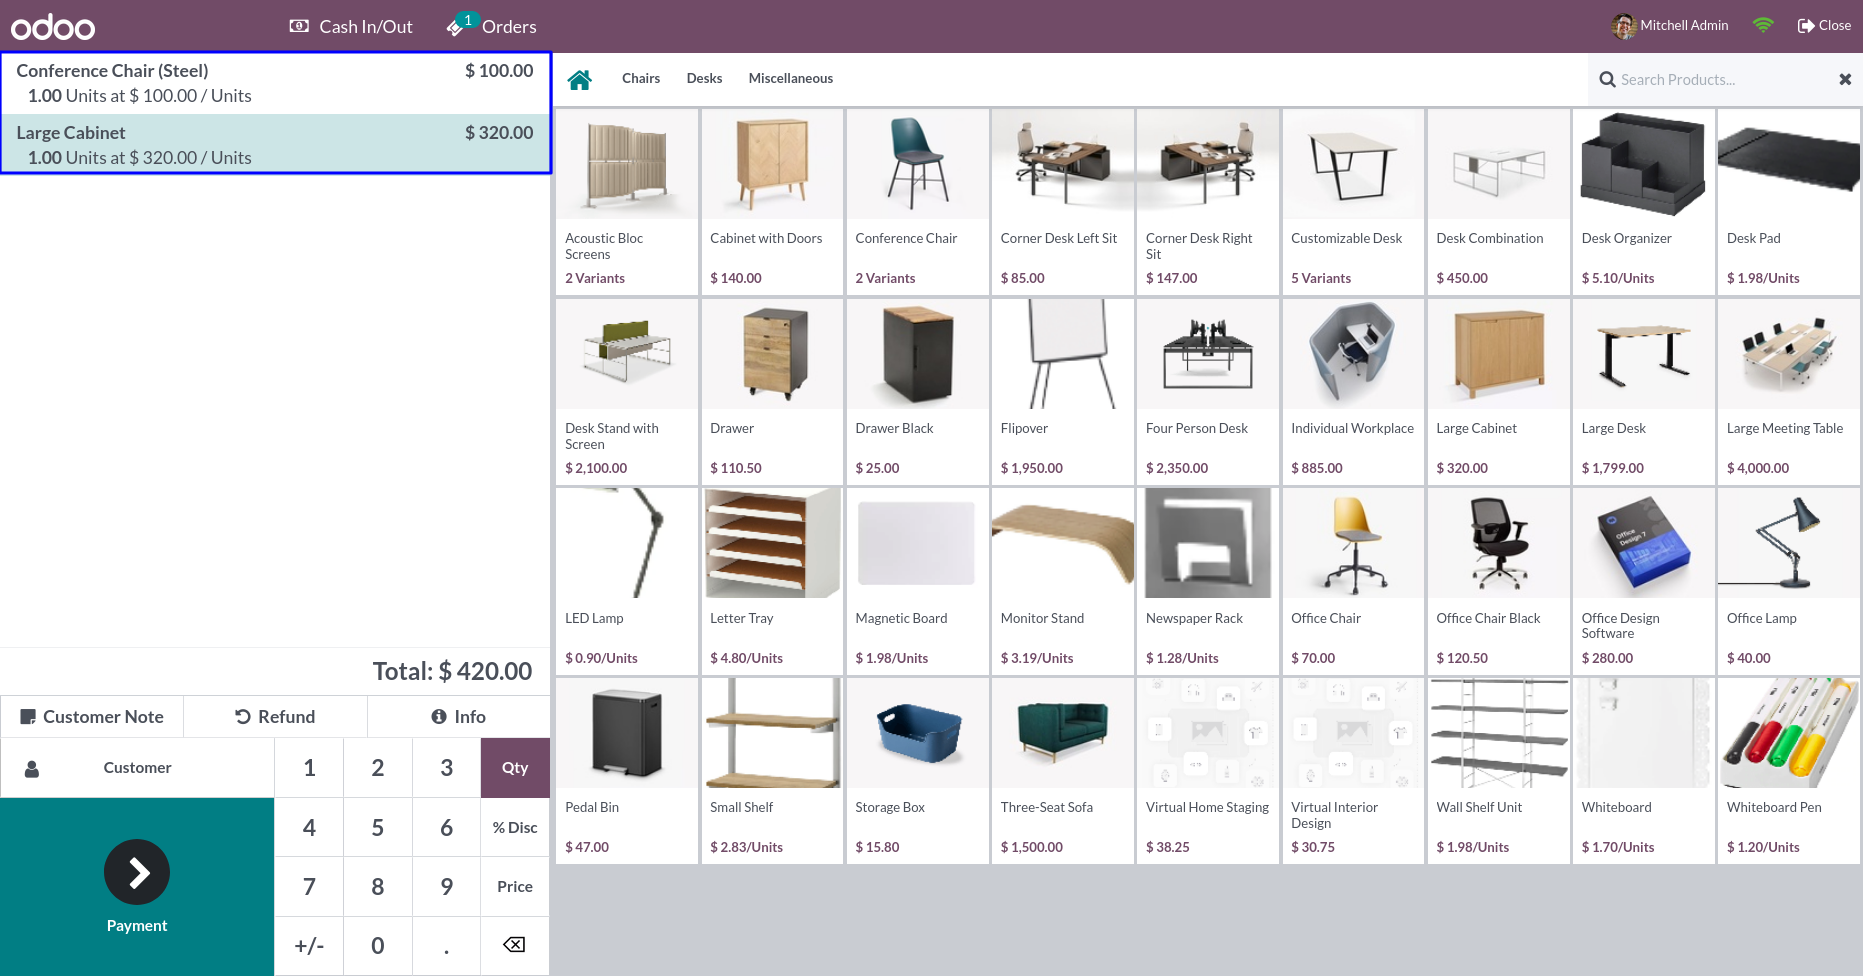 odoo
Cash In/Out
1
Orders
Mitchell Admin
Close
Conference Chair (Steel)
$ 100.00
1.00 Units at $ 100.00 / Units
Large Cabinet
$ 320.00
1.00 Units at $ 320.00 / Units
Total: $ 420.00
Customer Note
Refund
Info
Customer
1
2
3
Qty
4
5
6
% Disc
7
8
9
Price
+/-
0
.
Payment
Chairs
Desks
Miscellaneous
Search Products...
Acoustic Bloc
Screens
2 Variants
Cabinet with Doors
$ 140.00
Conference Chair
2 Variants
Corner Desk Left Sit
$ 85.00
Corner Desk Right
Sit
$ 147.00
Customizable Desk
5 Variants
Desk Combination
$ 450.00
Desk Organizer
$ 5.10/Units
Desk Pad
$ 1.98/Units
Desk Stand with
Screen
$ 2,100.00
Drawer
$ 110.50
Drawer Black
$ 25.00
Flipover
$ 1,950.00
Four Person Desk
$ 2,350.00
Individual Workplace
$ 885.00
Large Cabinet
$ 320.00
Large Desk
$ 1,799.00
Large Meeting Table
$ 4,000.00
LED Lamp
$ 0.90/Units
Letter Tray
$ 4.80/Units
Magnetic Board
$ 1.98/Units
Monitor Stand
$ 3.19/Units
Newspaper Rack
$ 1.28/Units
Office Chair
$ 70.00
Office Chair Black
$ 120.50
Office
Design 7
Office Design
Software
$ 280.00
Office Lamp
$ 40.00
Pedal Bin
$ 47.00
Small Shelf
$ 2.83/Units
Storage Box
$ 15.80
Three-Seat Sofa
$ 1,500.00
Virtual Home Staging
$ 38.25
Virtual Interior
Design
$ 30.75
Wall Shelf Unit
$ 1.98/Units
Whiteboard
$ 1.70/Units
Whiteboard Pen
$ 1.20/Units